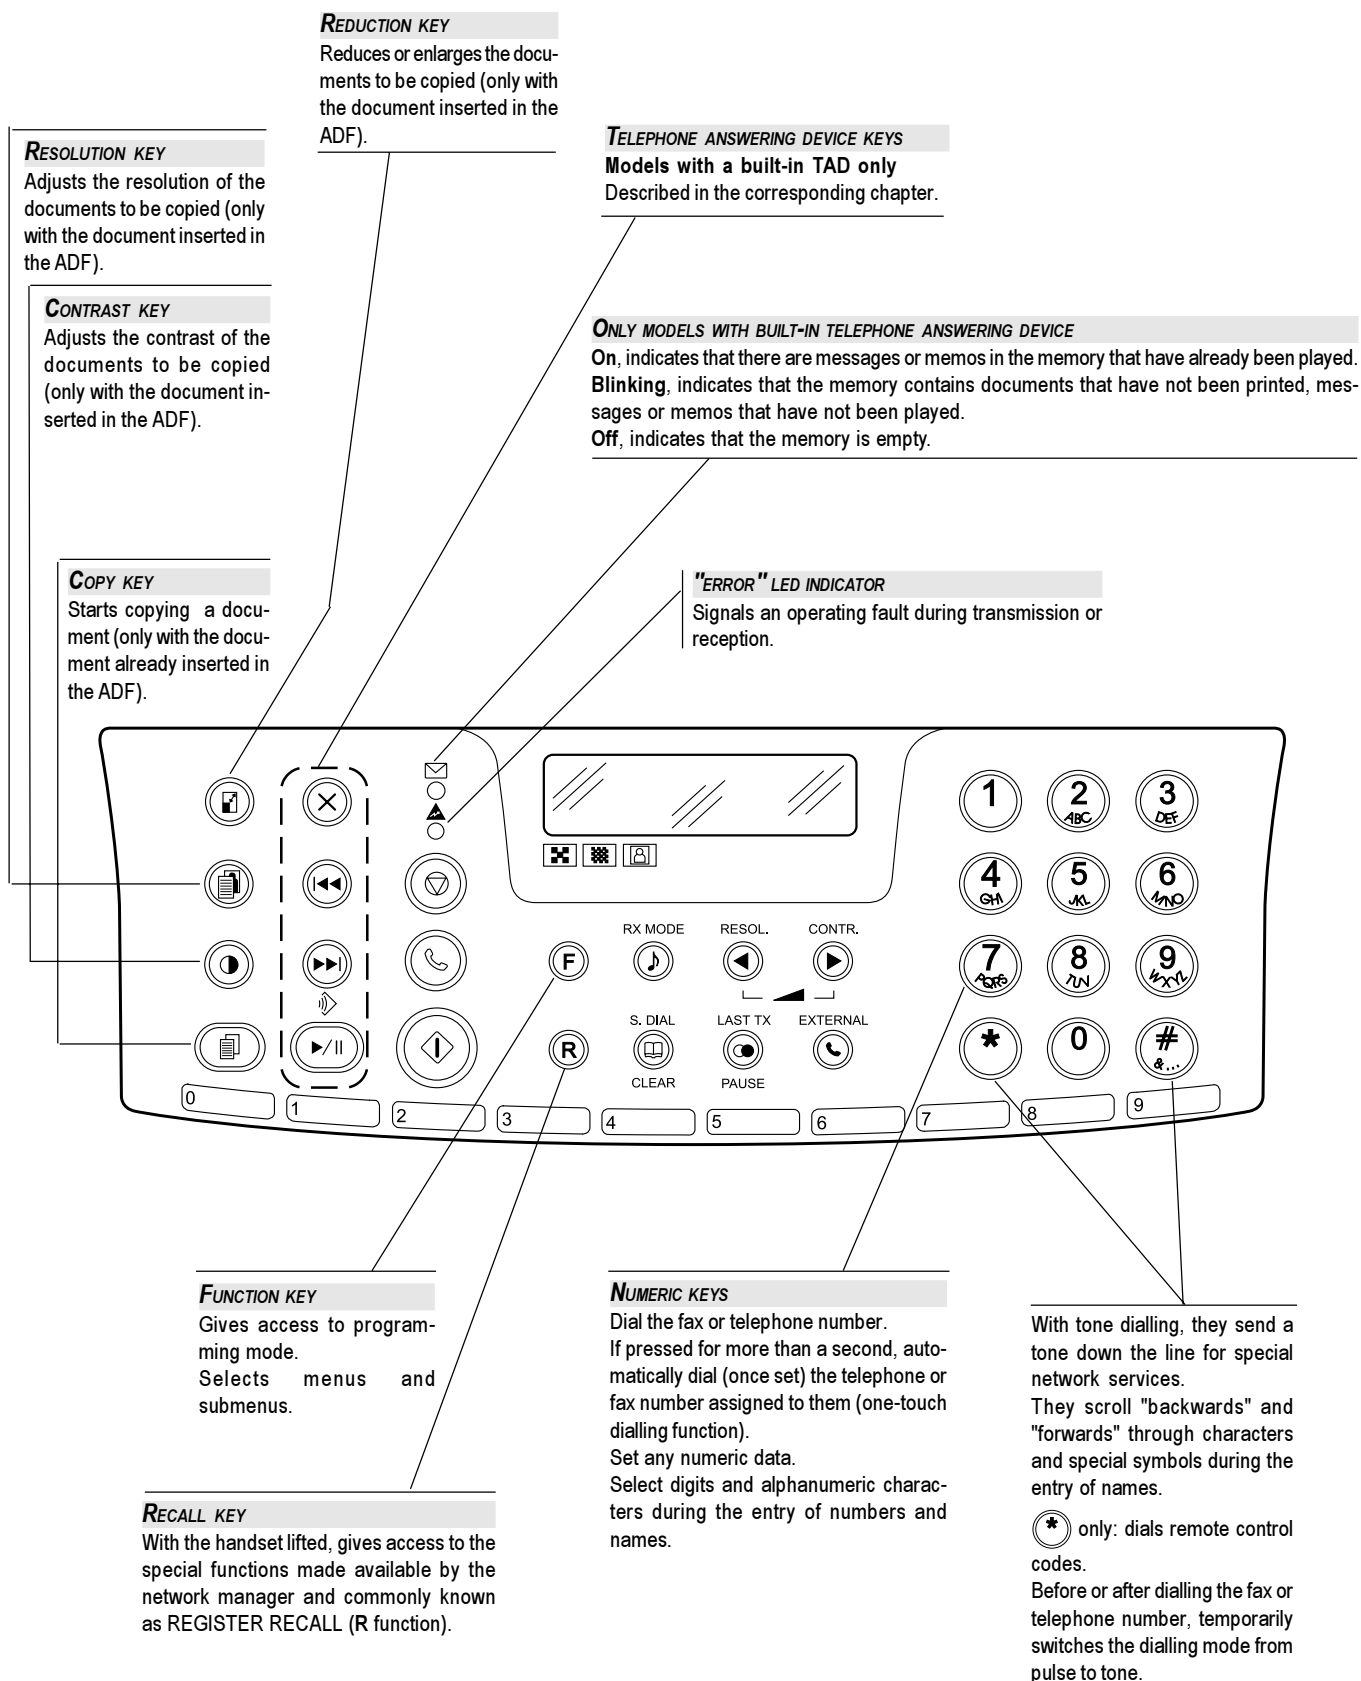 REDUCTION KEY
Reduces or enlarges the docu-
ments to be copied (only with
the document inserted in the
ADF).
RESOLUTION KEY
Adjusts the resolution of the
documents to be copied (only
with the document inserted in
the ADF).
TELEPHONE ANSWERING DEVICE KEYS
Models with a built-in TAD only
Described in the corresponding chapter.
CONTRAST KEY
Adjusts the contrast of the
documents to be copied
(only with the document in-
serted in the ADF).
ONLY MODELS WITH BUILT-IN TELEPHONE ANSWERING DEVICE
On, indicates that there are messages or memos in the memory that have already been played.
Blinking, indicates that the memory contains documents that have not been printed, mes-
sages or memos that have not been played.
Off, indicates that the memory is empty.
COPY KEY
Starts copying a docu-
ment (only with the docu-
ment already inserted in
the ADF).
"ERROR" LED INDICATOR
Signals an operating fault during transmission or
reception.
1
2
ABC
3
DEF
4
GHI
5
JKL
6
MNO
RX MODE
RESOL.
CONTR.
F
7
PQRS
8
TUV
9
WXYZ
S. DIAL
LAST TX
EXTERNAL
R
CLEAR
PAUSE
*
0
#
&...
0
1
2
3
4
5
6
7
8
9
FUNCTION KEY
Gives access to program-
ming mode.
Selects menus and
submenus.
RECALL KEY
With the handset lifted, gives access to the
special functions made available by the
network manager and commonly known
as REGISTER RECALL (R function).
NUMERIC KEYS
Dial the fax or telephone number.
If pressed for more than a second, auto-
matically dial (once set) the telephone or
fax number assigned to them (one-touch
dialling function).
Set any numeric data.
Select digits and alphanumeric charac-
ters during the entry of numbers and
names.
With tone dialling, they send a
tone down the line for special
network services.
They scroll "backwards" and
"forwards" through characters
and special symbols during the
entry of names.
* only: dials remote control
codes.
Before or after dialling the fax or
telephone number, temporarily
switches the dialling mode from
pulse to tone.